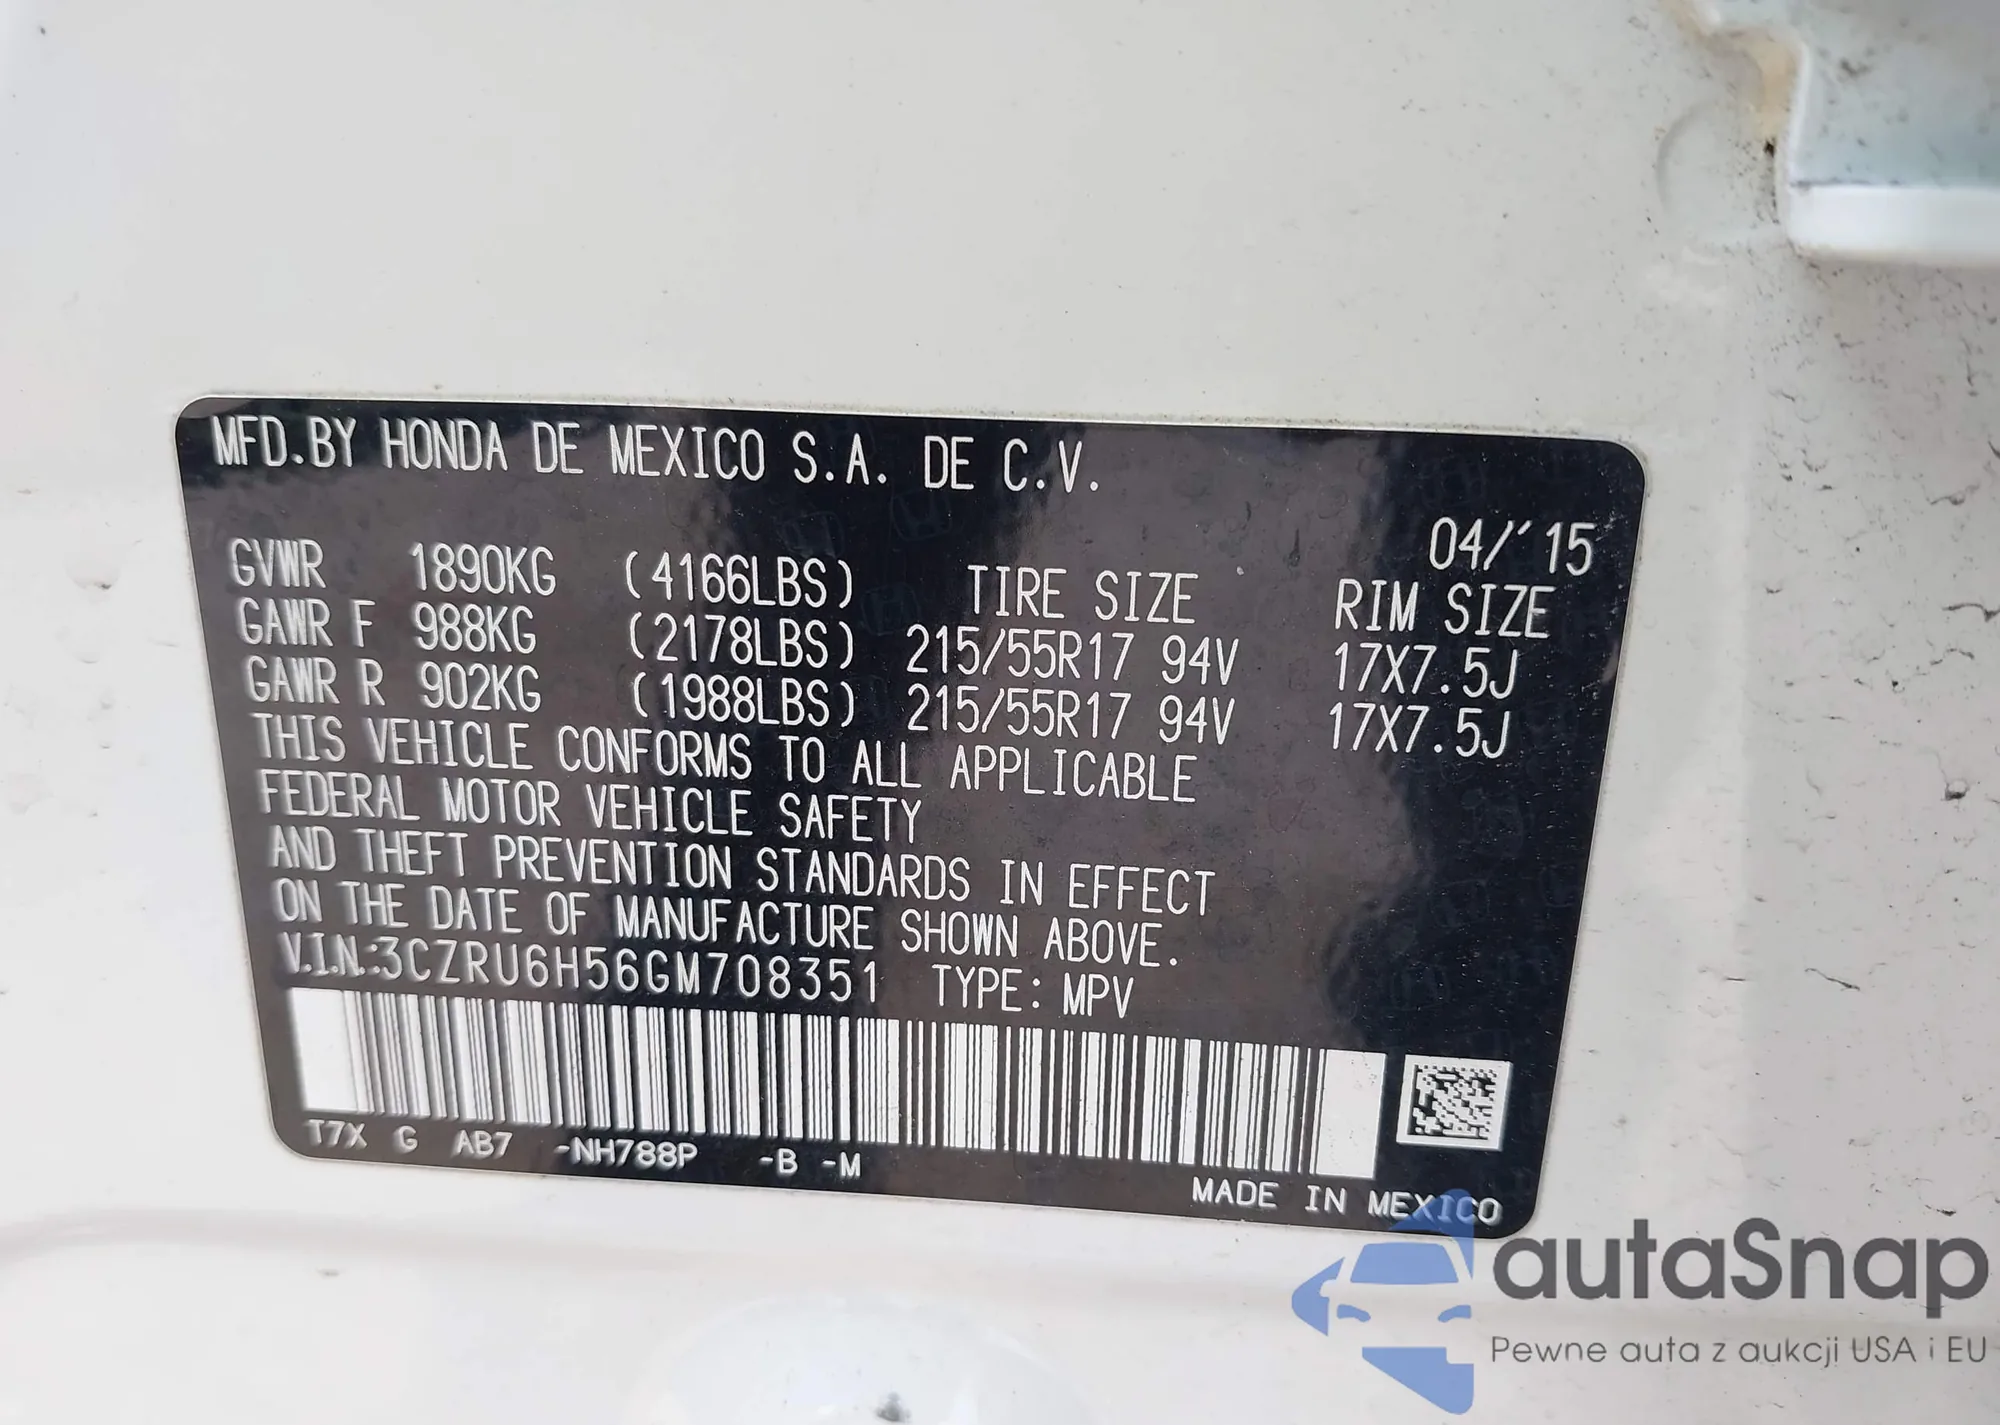 MFD.BY HONDA DE MEXICO S.A. DE C.V.
04/'15
GVWR 1890KG (4166LBS) TIRE SIZE RIM SIZE
GAWR F 988KG (2178LBS) 215/55R17 94V 17X7.5J
GAWR R 902KG (1988LBS) 215/55R17 94V 17X7.5J
THIS VEHICLE CONFORMS TO ALL APPLICABLE
FEDERAL MOTOR VEHICLE SAFETY
AND THEFT PREVENTION STANDARDS IN EFFECT
ON THE DATE OF MANUFACTURE SHOWN ABOVE.
V.I.N.:3CZRU6H56GM708351 TYPE: MPV
T7X G AB7 -NH788P -B -M
MADE IN MEXICO
autaSnap
Pewne auta z aukcji USA i EU